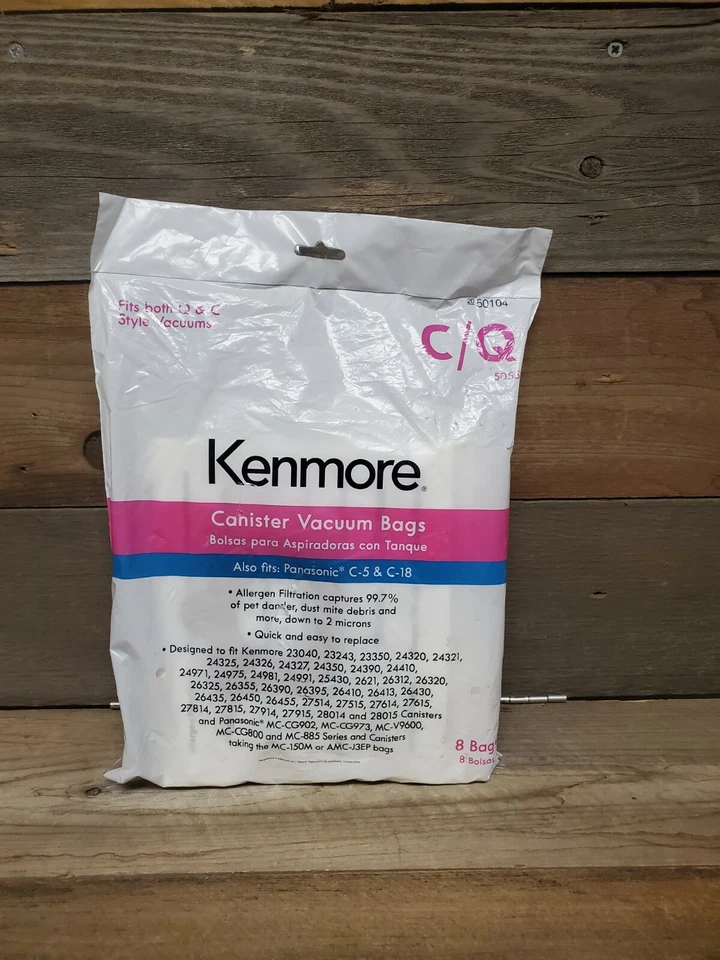 Fits both Q & C
Style Vacuums
20 50104
C/Q
Kenmore®
Canister Vacuum Bags
Bolsas para Aspiradoras con Tanque
Also fits: Panasonic® C-5 & C-18
• Allergen Filtration captures 99.7%
of pet dander, dust mite debris and
more, down to 2 microns
• Quick and easy to replace
• Designed to fit Kenmore 23040, 23243, 23350, 24320, 24321,
24325, 24326, 24327, 24350, 24390, 24410,
24971, 24975, 24981, 24991, 25430, 2621, 26312, 26320,
26325, 26355, 26390, 26395, 26410, 26413, 26430,
26435, 26450, 26455, 27514, 27515, 27614, 27615,
27814, 27815, 27914, 27915, 28014 and 28015 Canisters
and Panasonic® MC-CG902, MC-CG973, MC-V9600,
MC-CG800 and MC-885 Series and Canisters
taking the MC-150M or AMC-J3EP bags
8 Bag
8 Bolsas